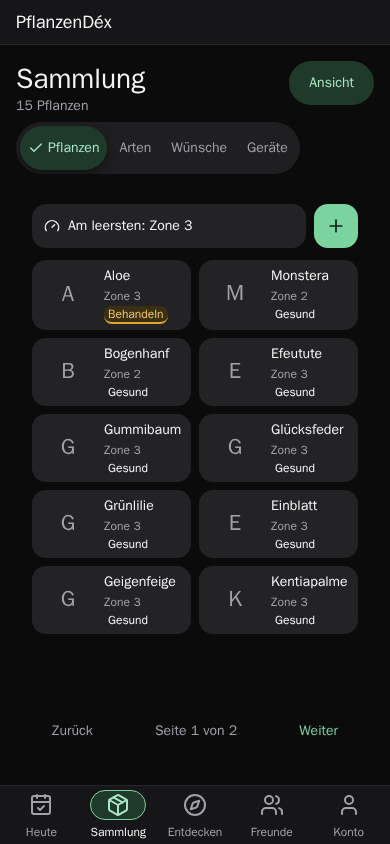 PflanzenDéx
Sammlung
Ansicht
15 Pflanzen
Pflanzen Arten Wünsche Geräte
Am leersten: Zone 3
A Aloe
Zone 3
Behandeln
M Monstera
Zone 2
Gesund
B Bogenhanf
Zone 2
Gesund
E Efeutute
Zone 3
Gesund
G Gummibaum
Zone 3
Gesund
G Glücksfeder
Zone 3
Gesund
G Grünlilie
Zone 3
Gesund
E Einblatt
Zone 3
Gesund
G Geigenfeige
Zone 3
Gesund
K Kentiapalme
Zone 3
Gesund
Zurück Seite 1 von 2 Weiter
Heute Sammlung Entdecken Freunde Konto